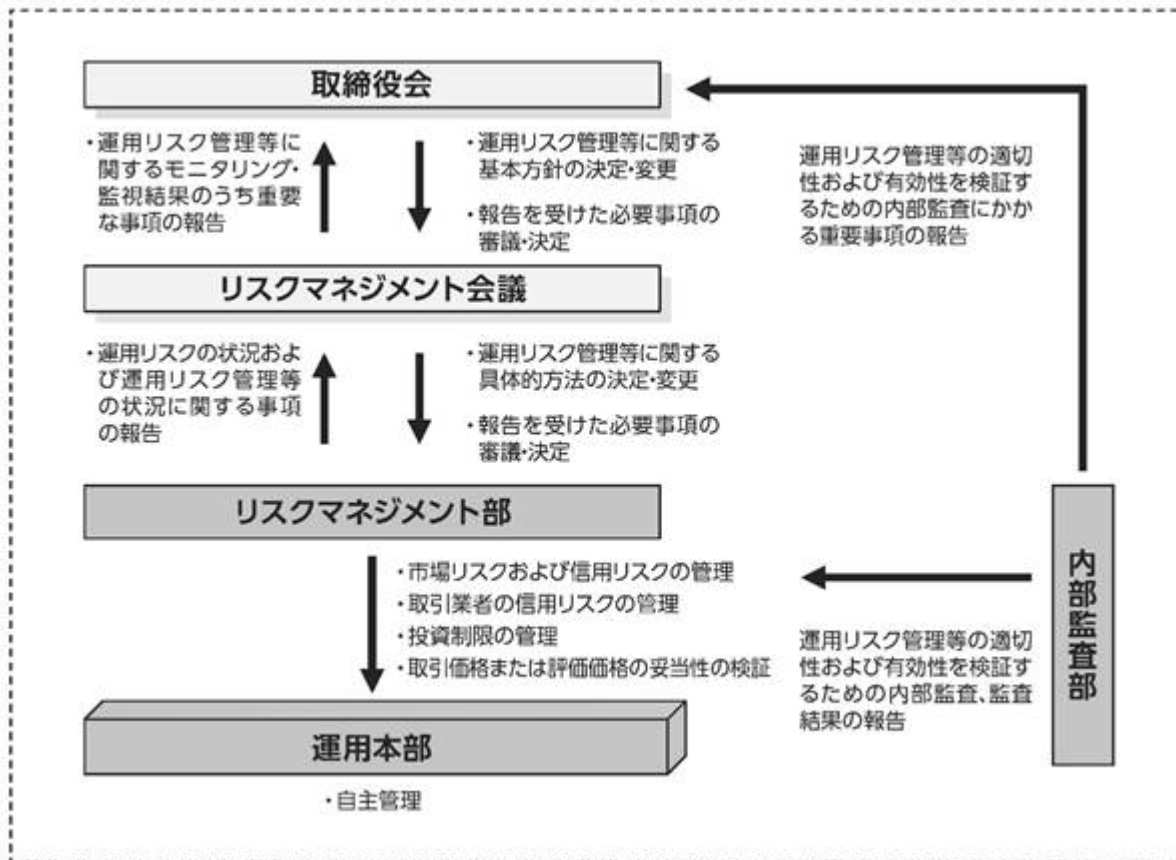 取締役会
・運用リスク管理等に
関するモニタリング・
監視結果のうち重要
な事項の報告
・運用リスク管理等に関する
基本方針の決定・変更
・報告を受けた必要事項の
審議・決定
運用リスク管理等の適切
性および有効性を検証す
るための内部監査にかか
る重要事項の報告
リスクマネジメント会議
・運用リスクの状況およ
び運用リスク管理等
の状況に関する事項
の報告
・運用リスク管理等に関する
具体的方法の決定・変更
・報告を受けた必要事項の
審議・決定
リスクマネジメント部
・市場リスクおよび信用リスクの管理
・取引業者の信用リスクの管理
・投資制限の管理
・取引価格または評価価格の妥当性の検証
内部監査部
運用リスク管理等の適切
性および有効性を検証す
るための内部監査、監査
結果の報告
運用本部
・自主管理